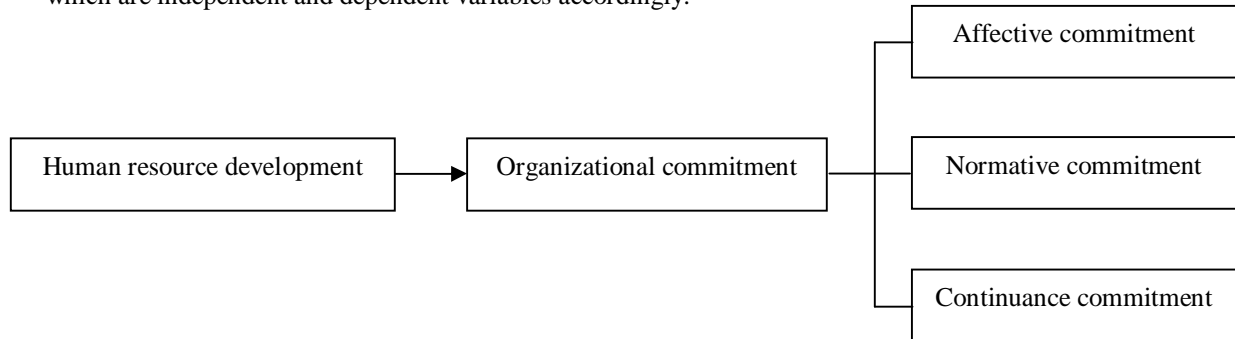 which are independent and dependent variables accordingly.
Affective commitment
Human resource development
Organizational commitment
Normative commitment
Continuance commitment